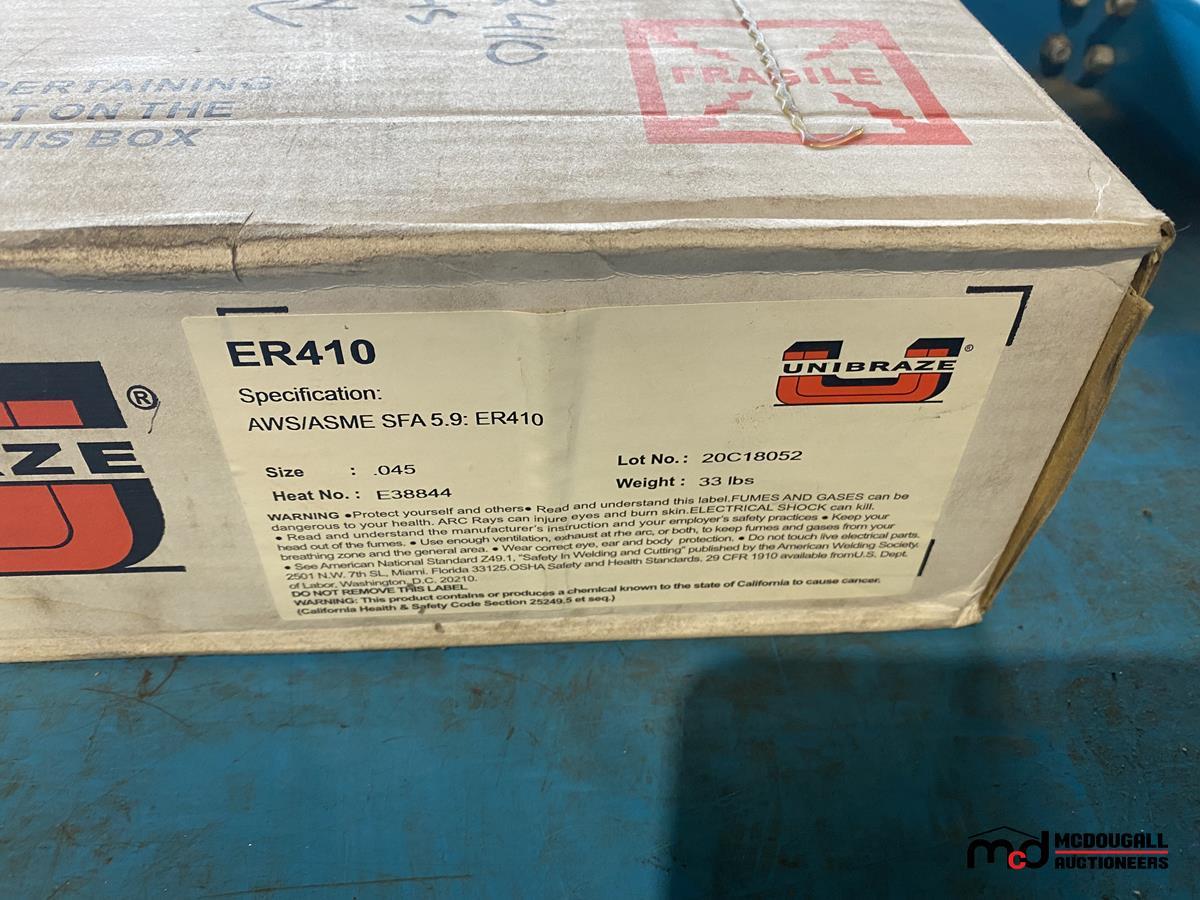 0410
FRAGILE
PERTAINING
T ON THE
HIS BOX
ER410
Specification:
AWS/ASME SFA 5.9: ER410
UNIBRAZE®
ZE®
Size : .045
Lot No. : 20C18052
Heat No. : E38844
Weight : 33 lbs
WARNING •Protect yourself and others• Read and understand this label.FUMES AND GASES can be
dangerous to your health. ARC Rays can injure eyes and burn skin.ELECTRICAL SHOCK can kill.
• Read and understand the manufacturer's instruction and your employer's safety practices • Keep your
head out of the fumes. • Use enough ventilation, exhaust at rhe arc, or both, to keep fumes and gases from your
breathing zone and the general area. • Wear correct eye, ear and body protection. • Do not touch live electrical parts.
• See American National Standard Z49.1, "Safety In Welding and Cutting" published by the American Welding Society.
2501 N.W. 7th SL, Miami. Florida 33125.OSHA Safety and Health Standards, 29 CFR 1910 available fromU.S. Dept.
of Labor, Washington, D.C. 20210.
DO NOT REMOVE THIS LABEL
WARNING: This product contains or produces a chemical known to the state of California to cause cancer.
(California Health & Safety Code Section 25249.5 et seq.)
mcd MCDOUGALL
AUCTIONEERS